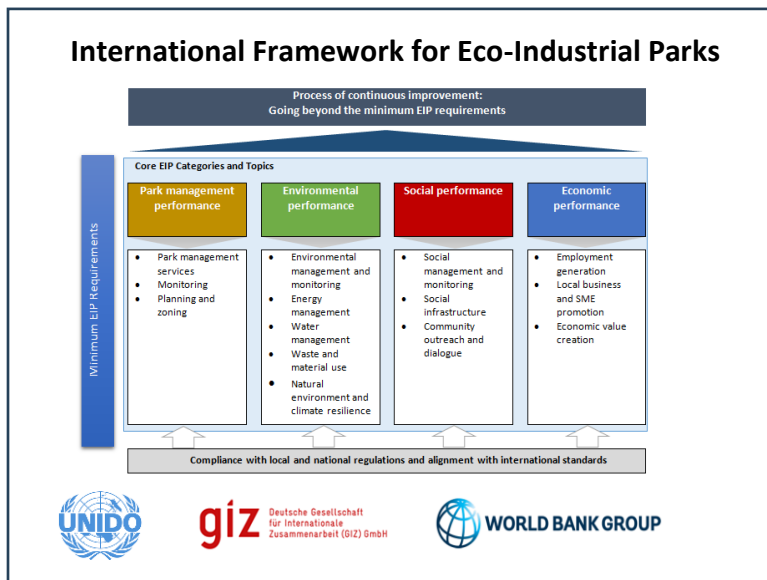 International Framework for Eco-Industrial Parks
Process of continuous improvement:
Going beyond the minimum EIP requirements
Minimum EIP Requirements
Core EIP Categories and Topics
Park management
performance
• Park management
services
• Monitoring
• Planning and
zoning
Environmental
performance
• Environmental
management and
monitoring
• Energy
management
• Water
management
• Waste and
material use
• Natural
environment and
climate resilience
Social performance
• Social
management and
monitoring
• Social
infrastructure
• Community
outreach and
dialogue
Economic
performance
• Employment
generation
• Local business
and SME
promotion
• Economic value
creation
Compliance with local and national regulations and alignment with international standards
UNIDO
giz
Deutsche Gesellschaft
für Internationale
Zusammenarbeit (GIZ) GmbH
WORLD BANK GROUP